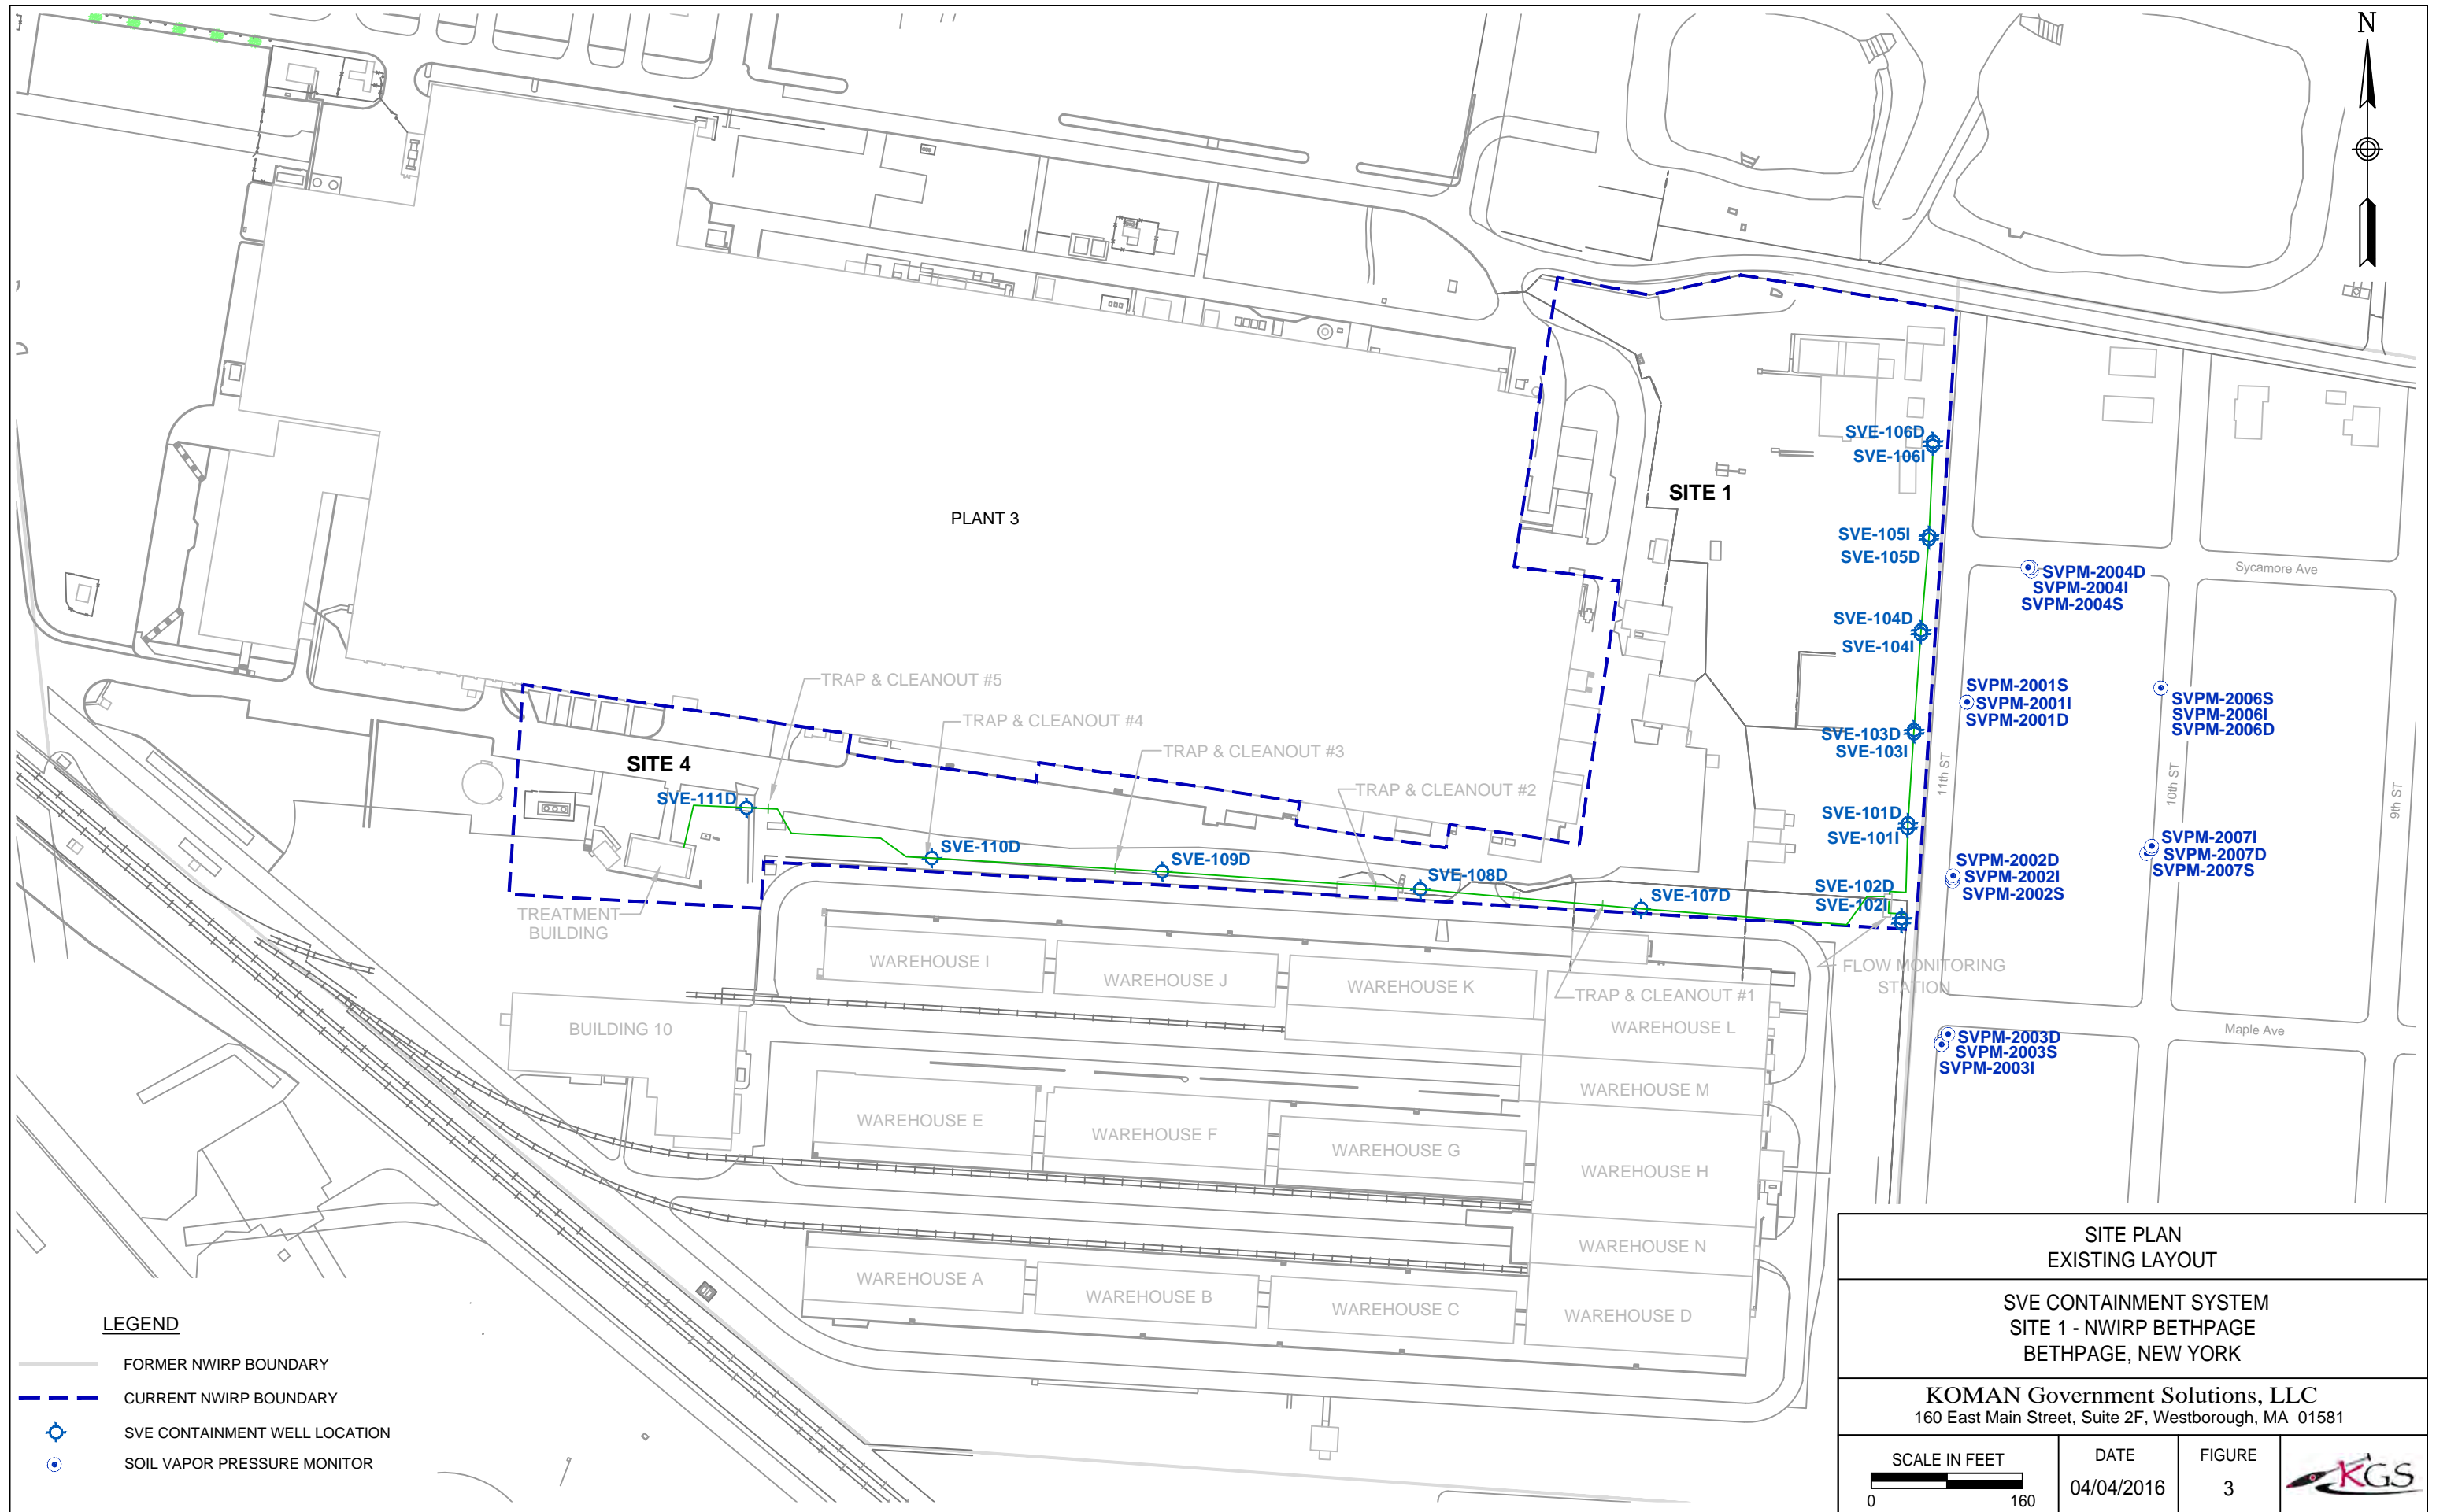 N
SVE-106D
SVE-106I
SITE 1
PLANT 3
SVE-105I
SVE-105D
Sycamore Ave
SVPM-2004D
SVPM-2004I
SVPM-2004S
SVE-104D
SVE-104I
TRAP & CLEANOUT #5
SVPM-2001S
SVPM-2001I
SVPM-2001D
SVPM-2006S
SVPM-2006I
SVPM-2006D
TRAP & CLEANOUT #4
SVE-103D
SVE-103I
TRAP & CLEANOUT #3
SITE 4
11th ST
10th ST
9th ST
TRAP & CLEANOUT #2
SVE-111D
SVE-101D
SVE-101I
SVE-110D
SVE-109D
SVPM-2007I
SVPM-2007D
SVPM-2007S
SVPM-2002D
SVPM-2002I
SVPM-2002S
SVE-108D
SVE-107D
SVE-102D
SVE-102I
TREATMENT
BUILDING
WAREHOUSE I
WAREHOUSE J
WAREHOUSE K
FLOW MONITORING
STATION
TRAP & CLEANOUT #1
BUILDING 10
WAREHOUSE L
Maple Ave
SVPM-2003D
SVPM-2003S
SVPM-2003I
WAREHOUSE M
WAREHOUSE E
WAREHOUSE F
WAREHOUSE G
WAREHOUSE H
WAREHOUSE N
WAREHOUSE A
WAREHOUSE B
WAREHOUSE C
WAREHOUSE D
LEGEND
FORMER NWIRP BOUNDARY
CURRENT NWIRP BOUNDARY
SVE CONTAINMENT WELL LOCATION
SOIL VAPOR PRESSURE MONITOR
SITE PLAN
EXISTING LAYOUT
SVE CONTAINMENT SYSTEM
SITE 1 - NWIRP BETHPAGE
BETHPAGE, NEW YORK
KOMAN Government Solutions, LLC
160 East Main Street, Suite 2F, Westborough, MA 01581
SCALE IN FEET
0 160
DATE
04/04/2016
FIGURE
3
KGS